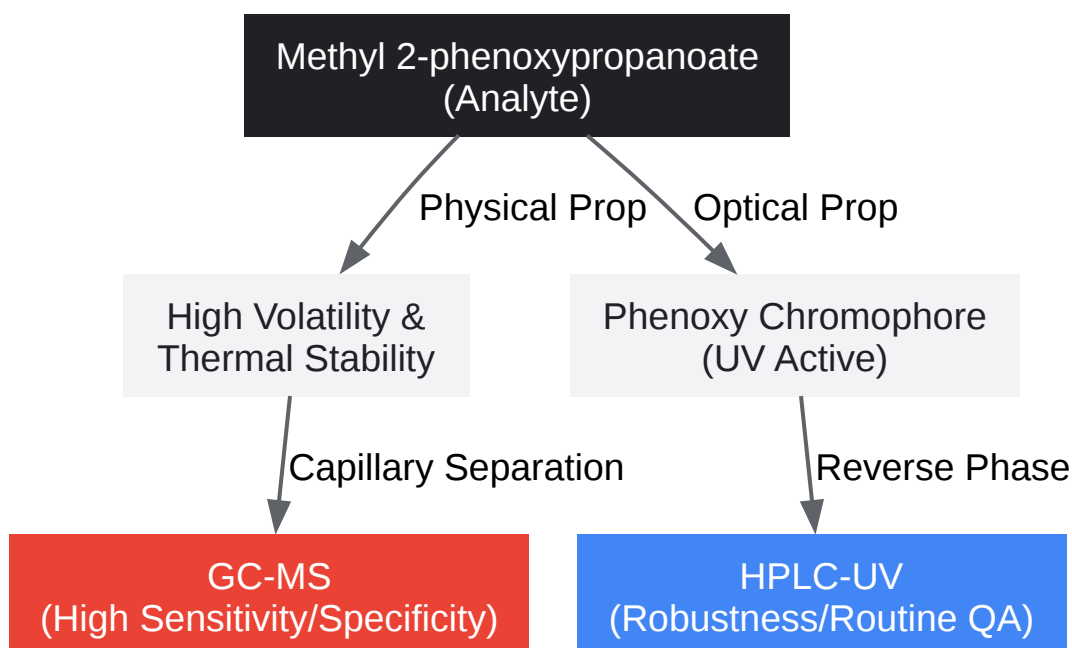 Methyl 2-phenoxypropanoate
(Analyte)
Physical Prop
Optical Prop
High Volatility &
Thermal Stability
Phenoxy Chromophore
(UV Active)
Capillary Separation
Reverse Phase
GC-MS
(High Sensitivity/Specificity)
HPLC-UV
(Robustness/Routine QA)